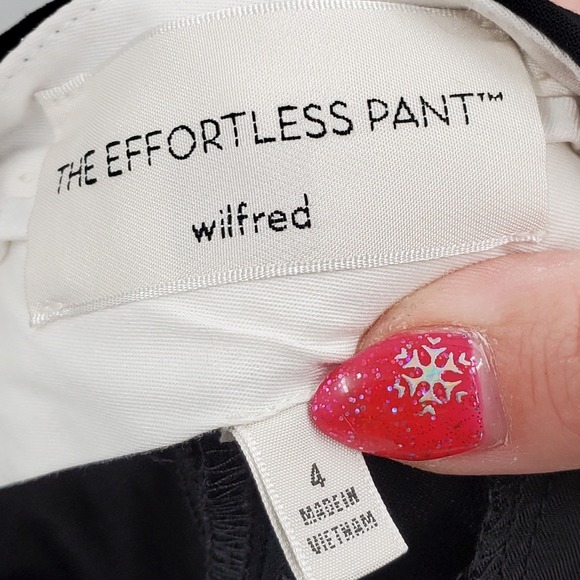 THE EFFORTLESS PANT™
wilfred
4
MADE IN
VIETNAM